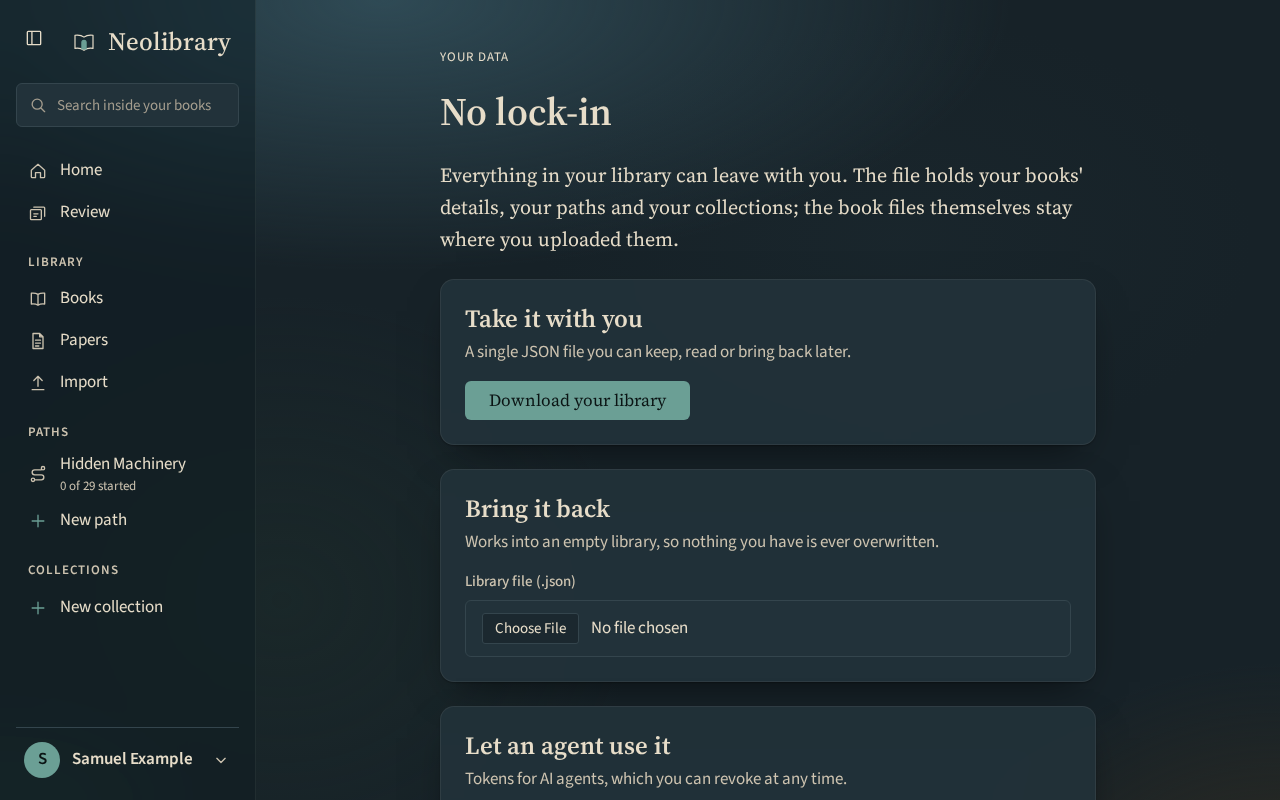 Neolibrary
Search inside your books
Home
Review
LIBRARY
Books
Papers
Import
PATHS
Hidden Machinery
0 of 29 started
New path
COLLECTIONS
New collection
S
Samuel Example
YOUR DATA
No lock-in
Everything in your library can leave with you. The file holds your books'
details, your paths and your collections; the book files themselves stay
where you uploaded them.
Take it with you
A single JSON file you can keep, read or bring back later.
Download your library
Bring it back
Works into an empty library, so nothing you have is ever overwritten.
Library file (.json)
Choose File No file chosen
Let an agent use it
Tokens for AI agents, which you can revoke at any time.